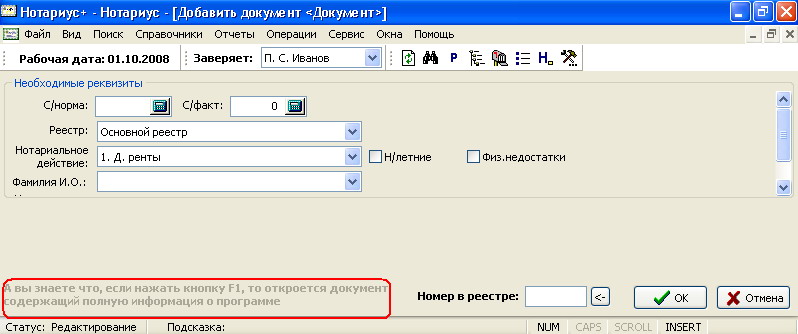 Нотариус+ - Нотариус - [Добавить документ <Документ>]
Файл Вид Поиск Справочники Отчеты Операции Сервис Окна Помощь
Рабочая дата: 01.10.2008 Заверяет: П. С. Иванов P H
Необходимые реквизиты
С/норма: С/факт: 0
Реестр: Основной реестр
Нотариальное
действие: 1. Д. ренты Н/летние Физ.недостатки
Фамилия И.О.:
А вы знаете что, если нажать кнопку F1, то откроется документ
содержащий полную информация о программе
Номер в реестре: <- OK Отмена
Статус: Редактирование Подсказка: NUM CAPS SCROLL INSERT